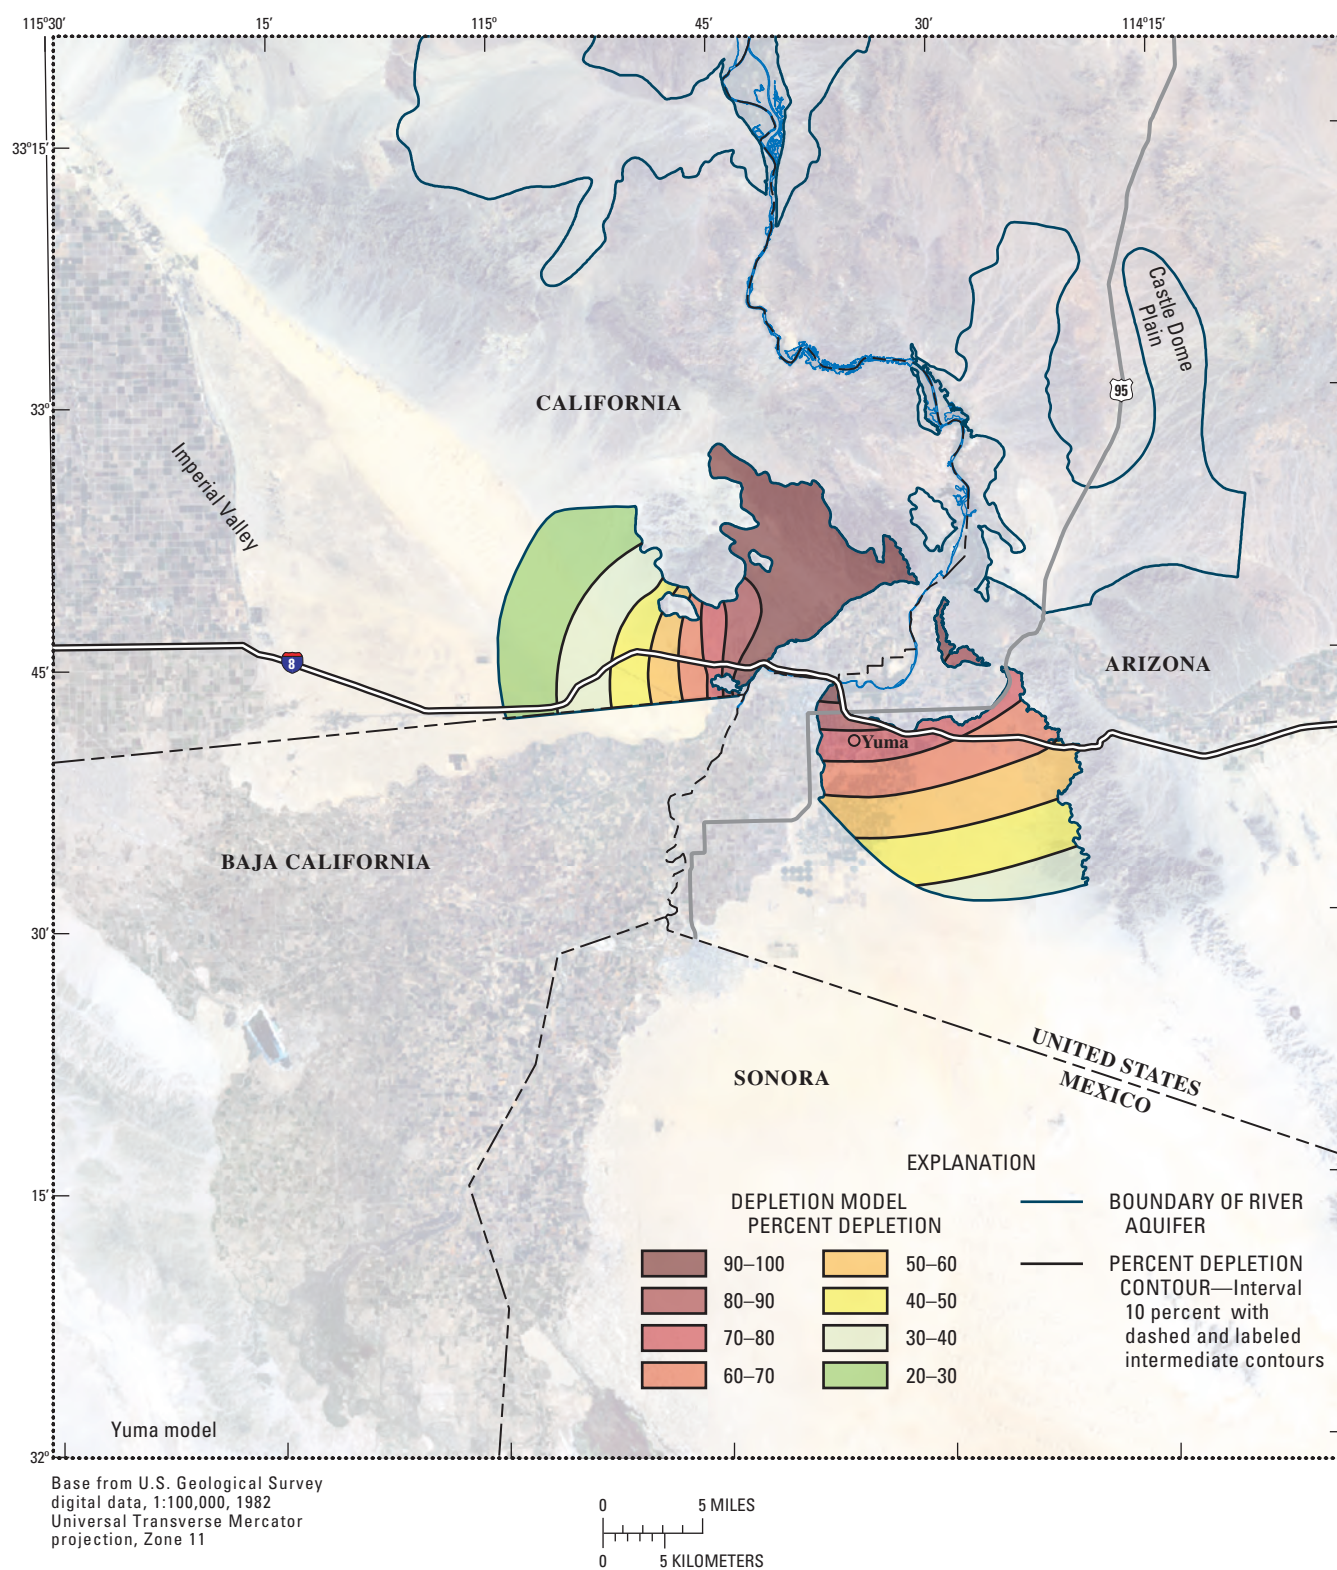 115°30'
15'
115°
45'
30'
114°15'
33°15'
33°
45'
30'
15'
32°
Castle Dome
Plain
95
CALIFORNIA
Imperial Valley
8
ARIZONA
Yuma
BAJA CALIFORNIA
SONORA
UNITED STATES
MEXICO
EXPLANATION
DEPLETION MODEL
PERCENT DEPLETION
90–100
80–90
70–80
60–70
50–60
40–50
30–40
20–30
BOUNDARY OF RIVER
AQUIFER
PERCENT DEPLETION
CONTOUR—Interval
10 percent with
dashed and labeled
intermediate contours
Yuma model
Base from U.S. Geological Survey
digital data, 1:100,000, 1982
Universal Transverse Mercator
projection, Zone 11
0 5 MILES
0 5 KILOMETERS